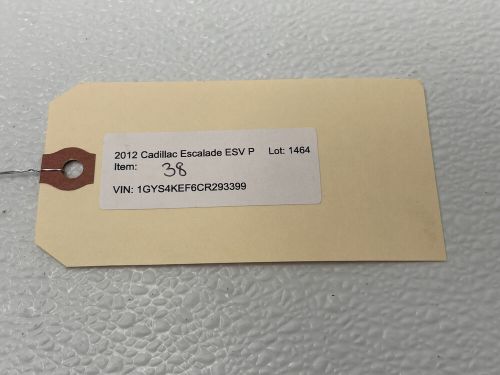 2012 Cadillac Escalade ESV P Lot: 1464
Item: 38
VIN: 1GYS4KEF6CR293399